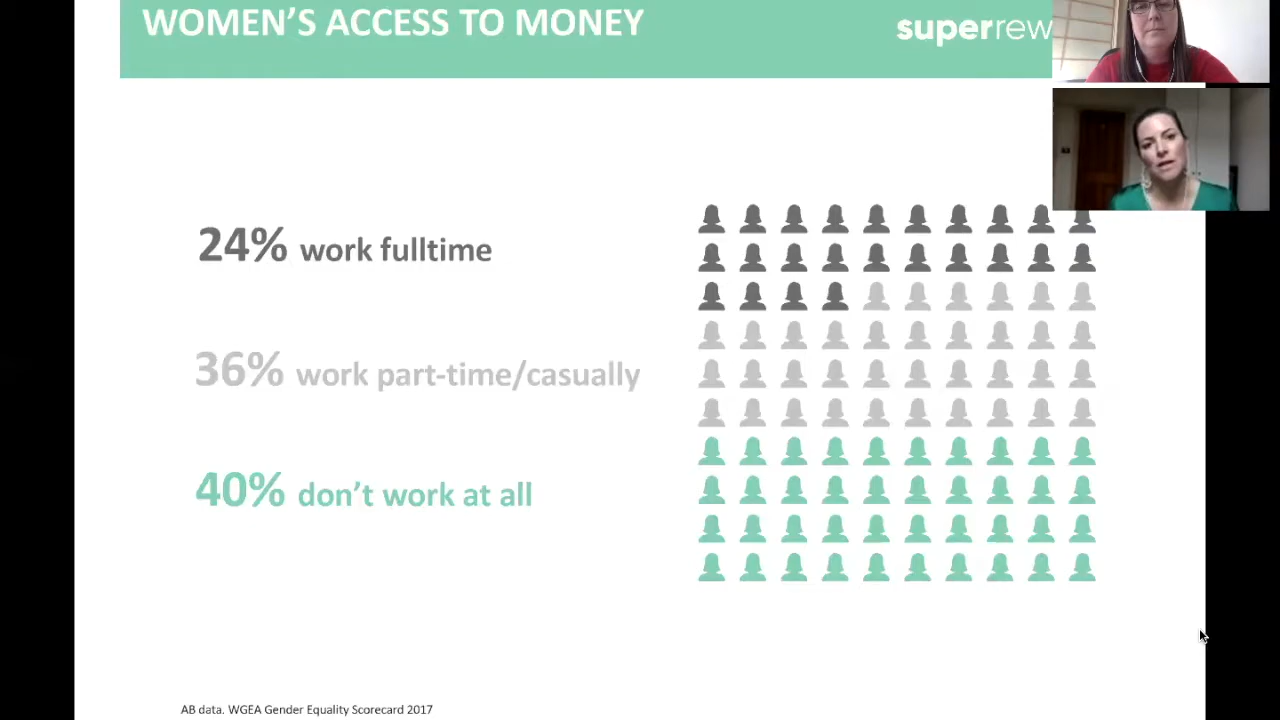 WOMEN'S ACCESS TO MONEY
superrew
24% work fulltime
36% work part-time/casually
40% don't work at all
AB data. WGEA Gender Equality Scorecard 2017